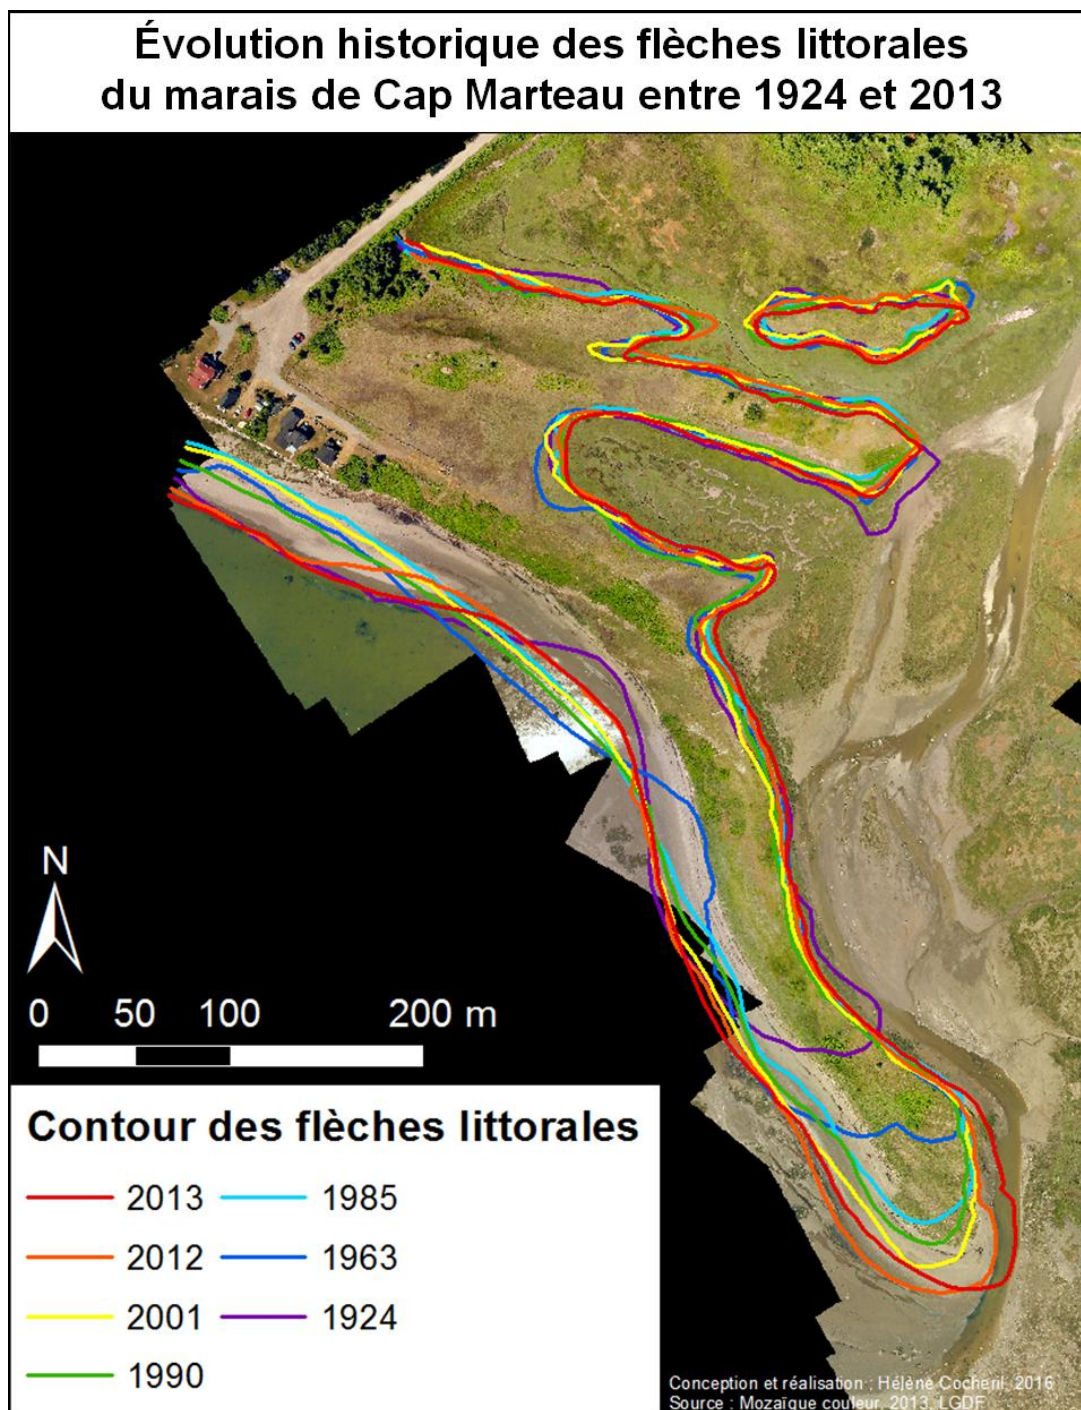 Évolution historique des flèches littorales
du marais de Cap Marteau entre 1924 et 2013
N
0 50 100 200 m
Contour des flèches littorales
2013 1985
2012 1963
2001 1924
1990
Conception et réalisation : Hélène Cocheril, 2016
Source : Mozaïque couleur, 2013, LGDF